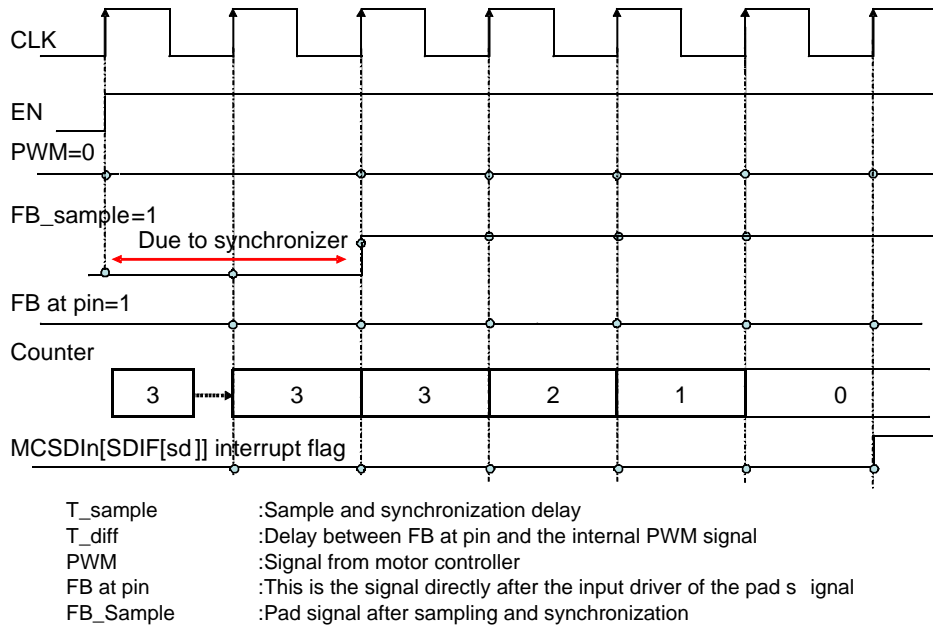 CLK
EN
PWM=0
FB_sample=1
Due to synchronizer
FB at pin=1
Counter
3 3 3 2 1 0
MCSDIn[SDIF[sd]] interrupt flag
T_sample :Sample and synchronization delay
T_diff :Delay between FB at pin and the internal PWM signal
PWM :Signal from motor controller
FB at pin :This is the signal directly after the input driver of the pad s ignal
FB_Sample :Pad signal after sampling and synchronization